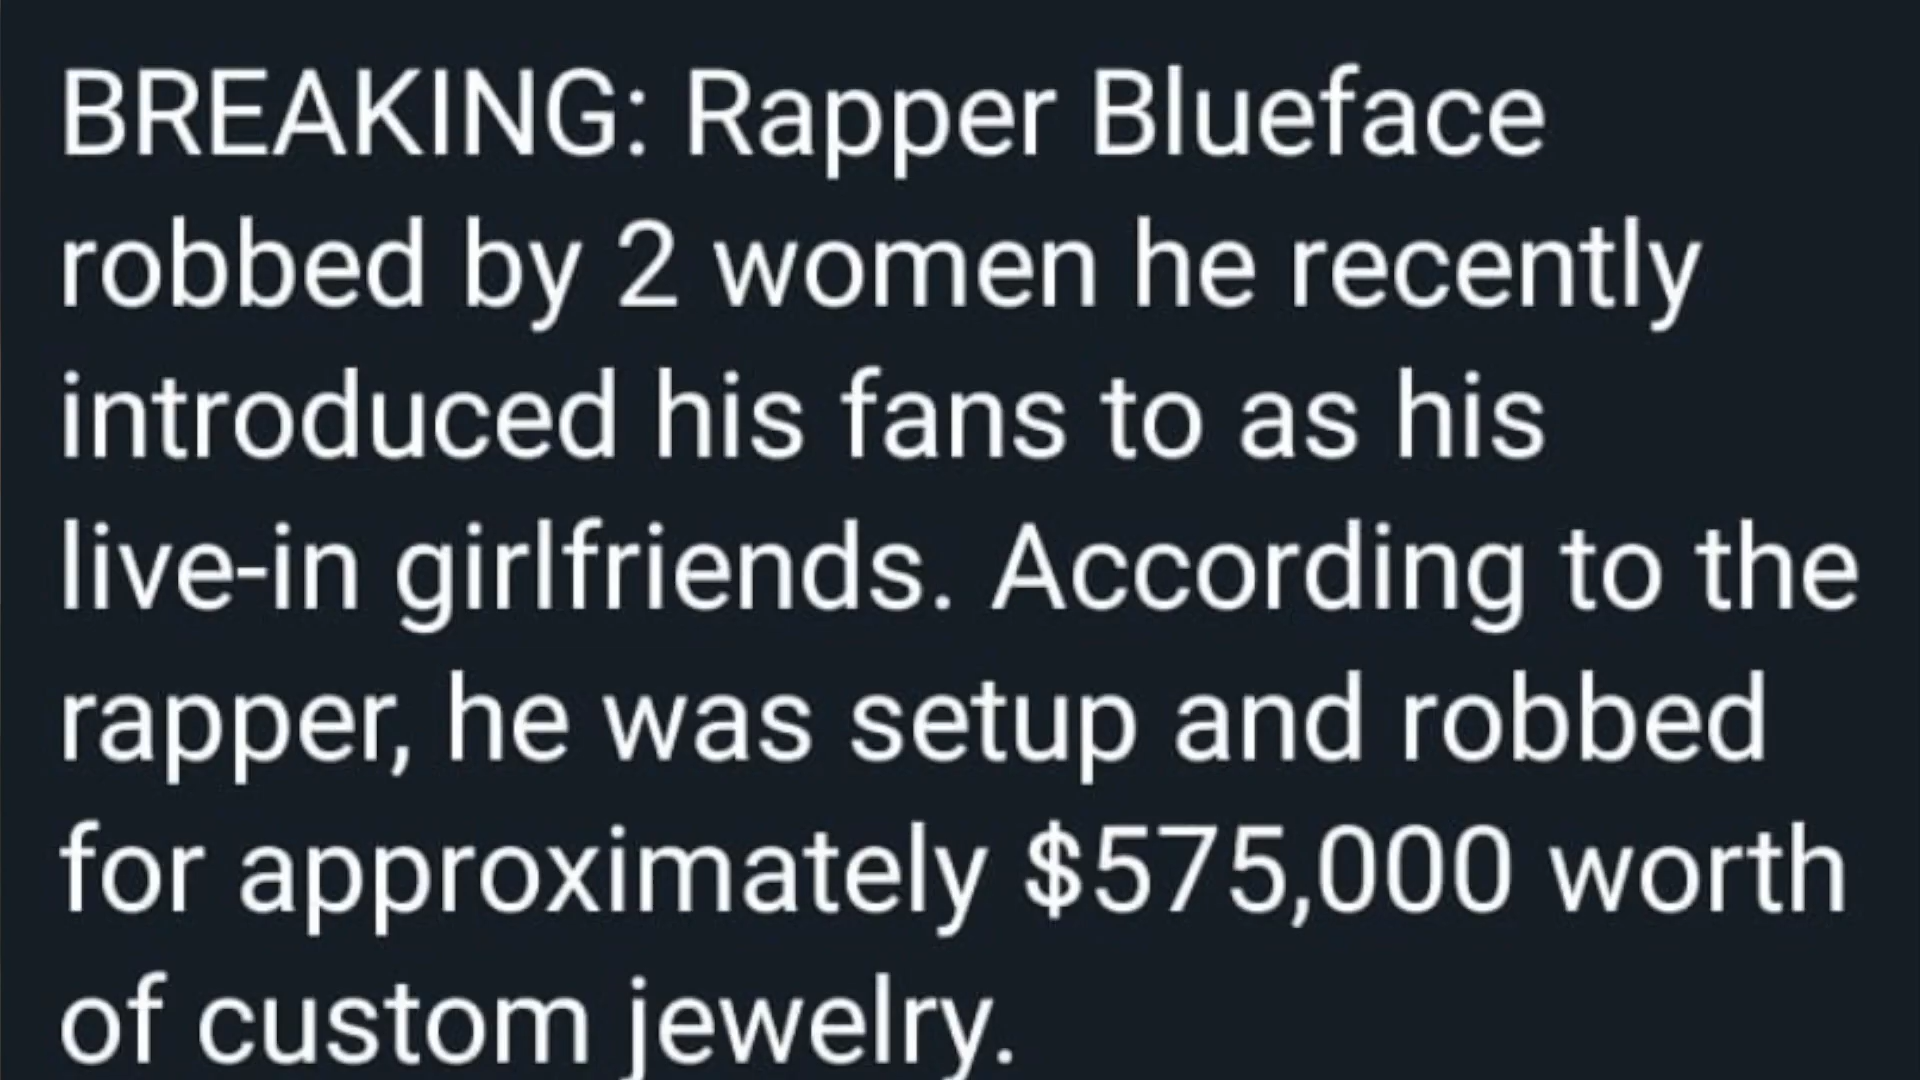 BREAKING: Rapper Blueface
robbed by 2 women he recently
introduced his fans to as his
live-in girlfriends. According to the
rapper, he was setup and robbed
for approximately $575,000 worth
of custom jewelry.